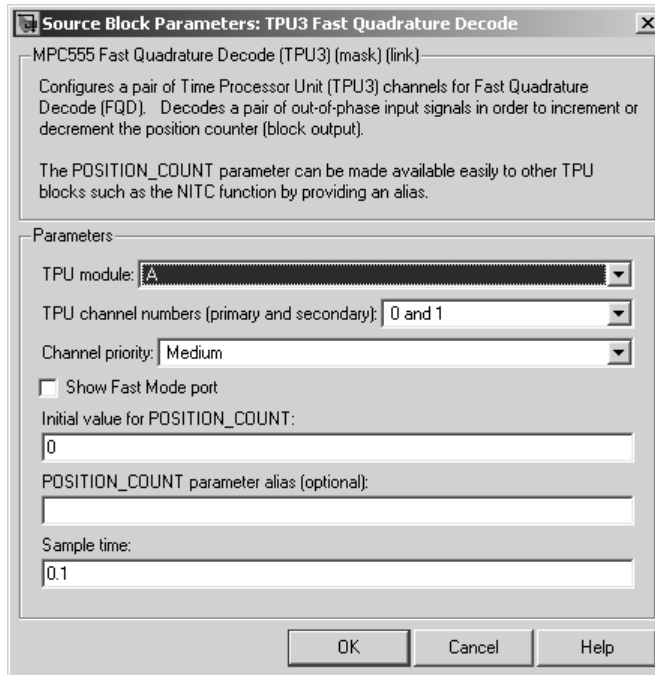 Source Block Parameters: TPU3 Fast Quadrature Decode
MPC555 Fast Quadrature Decode (TPU3) (mask) (link)
Configures a pair of Time Processor Unit (TPU3) channels for Fast Quadrature
Decode (FQD). Decodes a pair of out-of-phase input signals in order to increment or
decrement the position counter (block output).
The POSITION_COUNT parameter can be made available easily to other TPU
blocks such as the NITC function by providing an alias.
Parameters
TPU module: A
TPU channel numbers (primary and secondary): 0 and 1
Channel priority: Medium
Show Fast Mode port
Initial value for POSITION_COUNT:
0
POSITION_COUNT parameter alias (optional):
Sample time:
0.1
OK Cancel Help